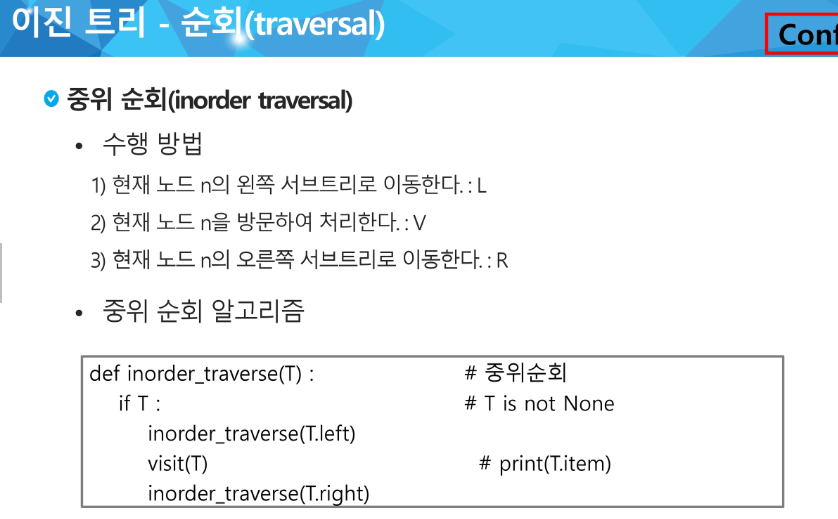 이진 트리 - 순회(traversal)
중위 순회(inorder traversal)
• 수행 방법
1) 현재 노드 n의 왼쪽 서브트리로 이동한다. : L
2) 현재 노드 n을 방문하여 처리한다. : V
3) 현재 노드 n의 오른쪽 서브트리로 이동한다. : R
• 중위 순회 알고리즘
def inorder_traverse(T) : # 중위순회
if T : # T is not None
inorder_traverse(T.left)
visit(T) # print(T.item)
inorder_traverse(T.right)